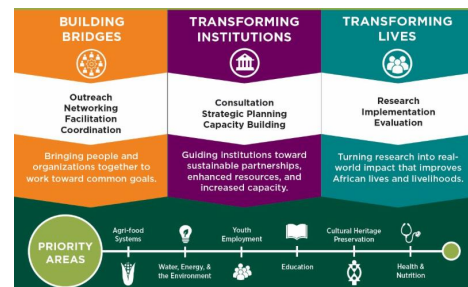 BUILDING
BRIDGES
Outreach
Networking
Facilitation
Coordination
Bringing people and
organizations together to
work toward common goals.
TRANSFORMING
INSTITUTIONS
Consultation
Strategic Planning
Capacity Building
Guiding institutions toward
sustainable partnerships,
enhanced resources, and
increased capacity.
TRANSFORMING
LIVES
Research
Implementation
Evaluation
Turning research into real-
world impact that improves
African lives and livelihoods.
PRIORITY
AREAS
Agri-food
Systems
Water, Energy, &
the Environment
Youth
Employment
Education
Cultural Heritage
Preservation
Health &
Nutrition